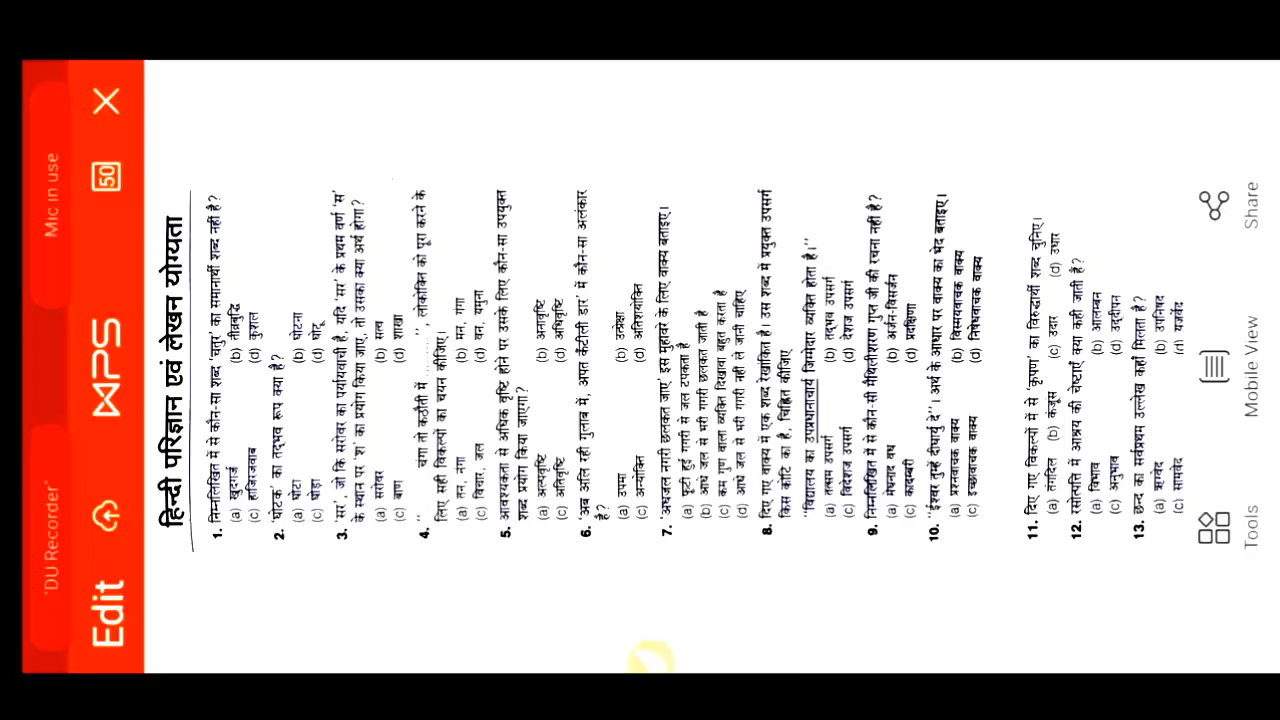 "DU Recorder"
Mic in use
Edit
WPS
50
हिन्दी परिज्ञान एवं लेखन योग्यता
1. निम्नलिखित में से कौन-सा शब्द 'चतुर' का समानार्थी शब्द नहीं है?
(a) खुदगर्ज (b) तीव्रबुद्धि
(c) हाजिरजवाब (d) कुशल
2. 'घोटक' का तद्भव रूप क्या है?
(a) घोटा (b) घोटना
(c) घोड़ा (d) घोटू
3. 'सर', जो कि सरोवर का पर्यायवाची है, यदि 'सर' के प्रथम वर्ण 'स'
के स्थान पर 'श' का प्रयोग किया जाए, तो उसका क्या अर्थ होगा?
(a) सरोवर (b) सत्त्व
(c) बाण (d) शाखा
4. "......... चंगा तो कठौती में .........", लोकोक्ति को पूरा करने के
लिए सही विकल्पों का चयन कीजिए।
(a) तन, नगा (b) मन, गंगा
(c) विचार, जल (d) वन, यमुना
5. आवश्यकता से अधिक वृष्टि होने पर उसके लिए कौन-सा उपयुक्त
शब्द प्रयोग किया जाएगा?
(a) अल्पवृष्टि (b) अनावृष्टि
(c) अतिवृष्टि (d) अधिवृष्टि
6. 'अब अलि रही गुलाब में, अपत कँटीली डार' में कौन-सा अलंकार
है?
(a) उपमा (b) उत्प्रेक्षा
(c) अन्योक्ति (d) अतिशयोक्ति
7. 'अधजल गगरी छलकत जाए' इस मुहावरे के लिए वाक्य बताइए।
(a) फूटी हुई गगरी से जल टपकता है
(b) आधे जल से भरी गगरी छलकत जाती है
(c) कम गुण वाला व्यक्ति दिखावा बहुत करता है
(d) आधे जल से भरी गगरी नहीं ले जानी चाहिए
8. दिए गए वाक्य में एक शब्द रेखांकित है। उस शब्द में प्रयुक्त उपसर्ग
किस कोटि का है, चिह्नित कीजिए
"विद्यालय का उपप्रधानाचार्य जिम्मेदार व्यक्ति होता है।"
(a) तत्सम उपसर्ग (b) तद्भव उपसर्ग
(c) विदेशज उपसर्ग (d) देशज उपसर्ग
9. निम्नलिखित में से कौन-सी मैथिलीशरण गुप्त जी की रचना नहीं है?
(a) मेघनाद वध (b) अर्जन-विसर्जन
(c) कादम्बरी (d) प्रदक्षिणा
10. "ईश्वर तुम्हें दीर्घायु दे"। अर्थ के आधार पर वाक्य का भेद बताइए।
(a) प्रश्नवाचक वाक्य (b) विस्मयवाचक वाक्य
(c) इच्छावाचक वाक्य (d) निषेधवाचक वाक्य
11. दिए गए विकल्पों में से 'कृपण' का विरुद्धार्थी शब्द चुनिए।
(a) तंगदिल (b) कंजूस (c) उदार (d) उधार
12. रसोत्पत्ति में आश्रय की चेष्टाएँ क्या कही जाती हैं?
(a) विभाव (b) आलम्बन
(c) अनुभाव (d) उद्दीपन
13. छन्द का सर्वप्रथम उल्लेख कहाँ मिलता है?
(a) ऋग्वेद (b) उपनिषद
(c) सामवेद (d) यजुर्वेद
Tools
Mobile View
Share